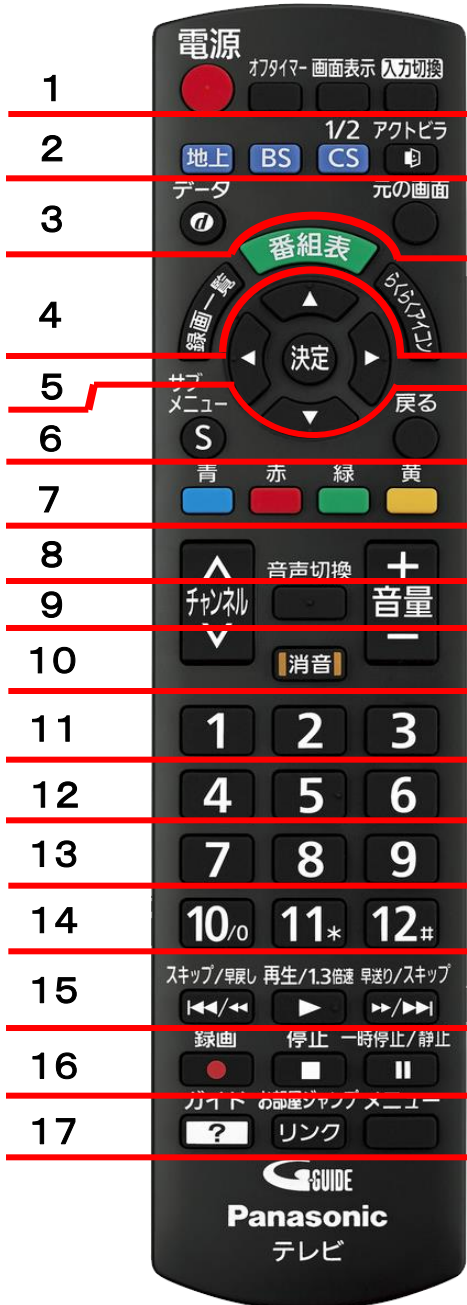 電源
オフタイマー 画面表示 入力切換
1
1/2 アクトビラ
2
地上 BS CS
データ 元の画面
3
d
番組表
4
録画一覧 らくらくアイコン
▲
◀ 決定 ▶
5
サブメニュー
▼
戻る
6
S
青 赤 緑 黄
7
8
∧ 音声切換 +
9
チャンネル 音量
∨ −
10
消音
11
1 2 3
12
4 5 6
13
7 8 9
14
10/0 11* 12#
スキップ/早戻し 再生/1.3倍速 早送り/スキップ
15
⏮/◀◀ ▶ ▶▶/⏭
録画 停止 一時停止/静止
16
● ■ ⏸
ガイド お部屋ジャンプ メニュー
17
? リンク
G-GUIDE
Panasonic
テレビ